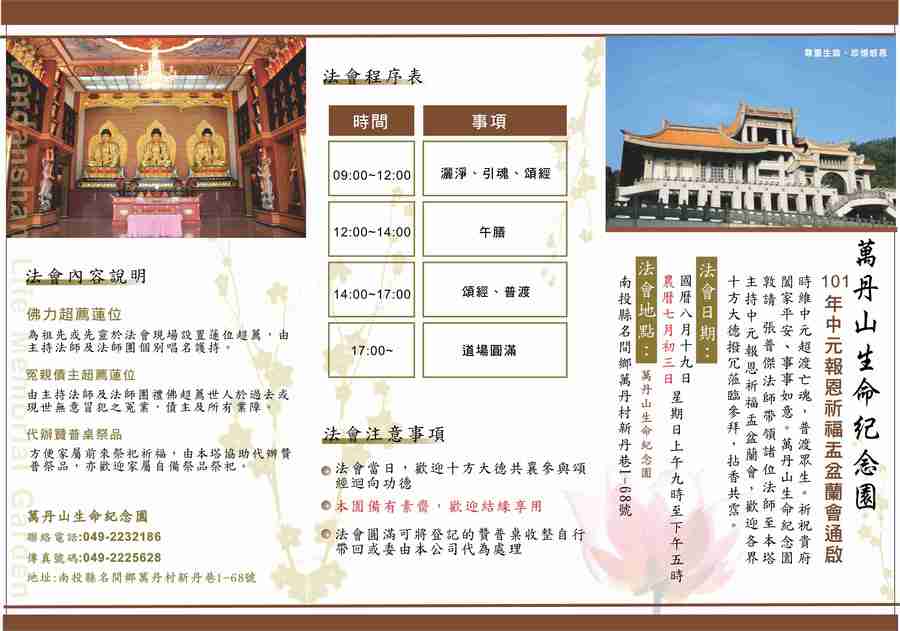 尊重生命、珍惜感恩
萬丹山生命紀念園
101年中元報恩祈福盂盆蘭會通啟
時維中元超渡亡魂，普渡眾生。祈祝貴府
闔家平安、事事如意。萬丹山生命紀念園
敦請 張普傑法師帶領諸位法師至本塔
主持中元報恩祈福盂盆蘭會，歡迎各界
十方大德撥冗蒞臨參拜，拈香共霑。
法會日期：
國曆八月十九日 星期日上午九時至下午五時
農曆七月初三日
法會地點：
萬丹山生命紀念園
南投縣名間鄉萬丹村新丹巷1-68號
法會程序表
時間 事項
09:00~12:00 灑淨、引魂、頌經
12:00~14:00 午膳
14:00~17:00 頌經、普渡
17:00~ 道場圓滿
法會注意事項
法會當日，歡迎十方大德共襄參與頌
經迴向功德
本園備有素齋，歡迎結緣享用
法會圓滿可將登記的贊普桌收整自行
帶回或委由本公司代為處理
法會內容說明
佛力超薦蓮位
為祖先或先靈於法會現場設置蓮位超薦，由
主持法師及法師團個別唱名護持。
冤親債主超薦蓮位
由主持法師及法師團禮佛超薦世人於過去或
現世無意冒犯之冤業，債主及所有業障。
代辦贊普桌祭品
方便家屬前來祭祀祈福，由本塔協助代辦贊
普祭品，亦歡迎家屬自備祭品祭祀。
萬丹山生命紀念園
聯絡電話:049-2232186
傳真號碼:049-2225628
地址:南投縣名間鄉萬丹村新丹巷1-68號
Life Memorial Garden